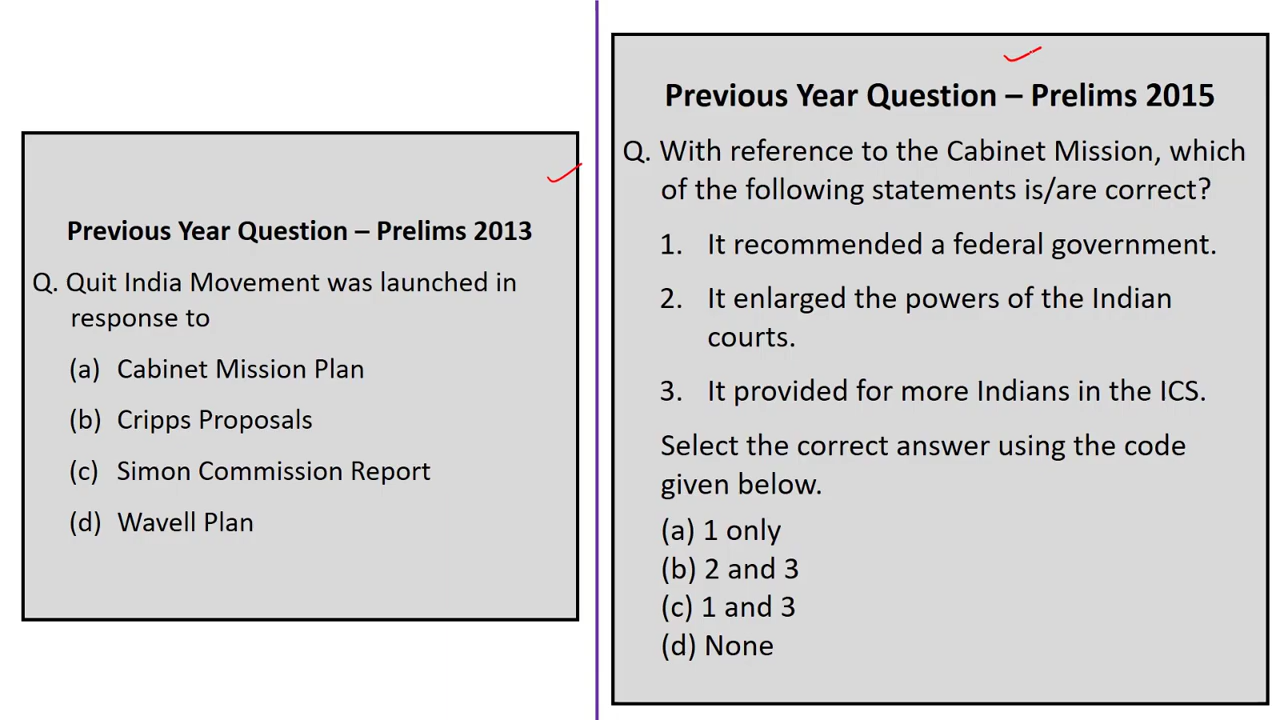 Previous Year Question – Prelims 2013
Q. Quit India Movement was launched in
response to
(a) Cabinet Mission Plan
(b) Cripps Proposals
(c) Simon Commission Report
(d) Wavell Plan
Previous Year Question – Prelims 2015
Q. With reference to the Cabinet Mission, which
of the following statements is/are correct?
1. It recommended a federal government.
2. It enlarged the powers of the Indian
courts.
3. It provided for more Indians in the ICS.
Select the correct answer using the code
given below.
(a) 1 only
(b) 2 and 3
(c) 1 and 3
(d) None